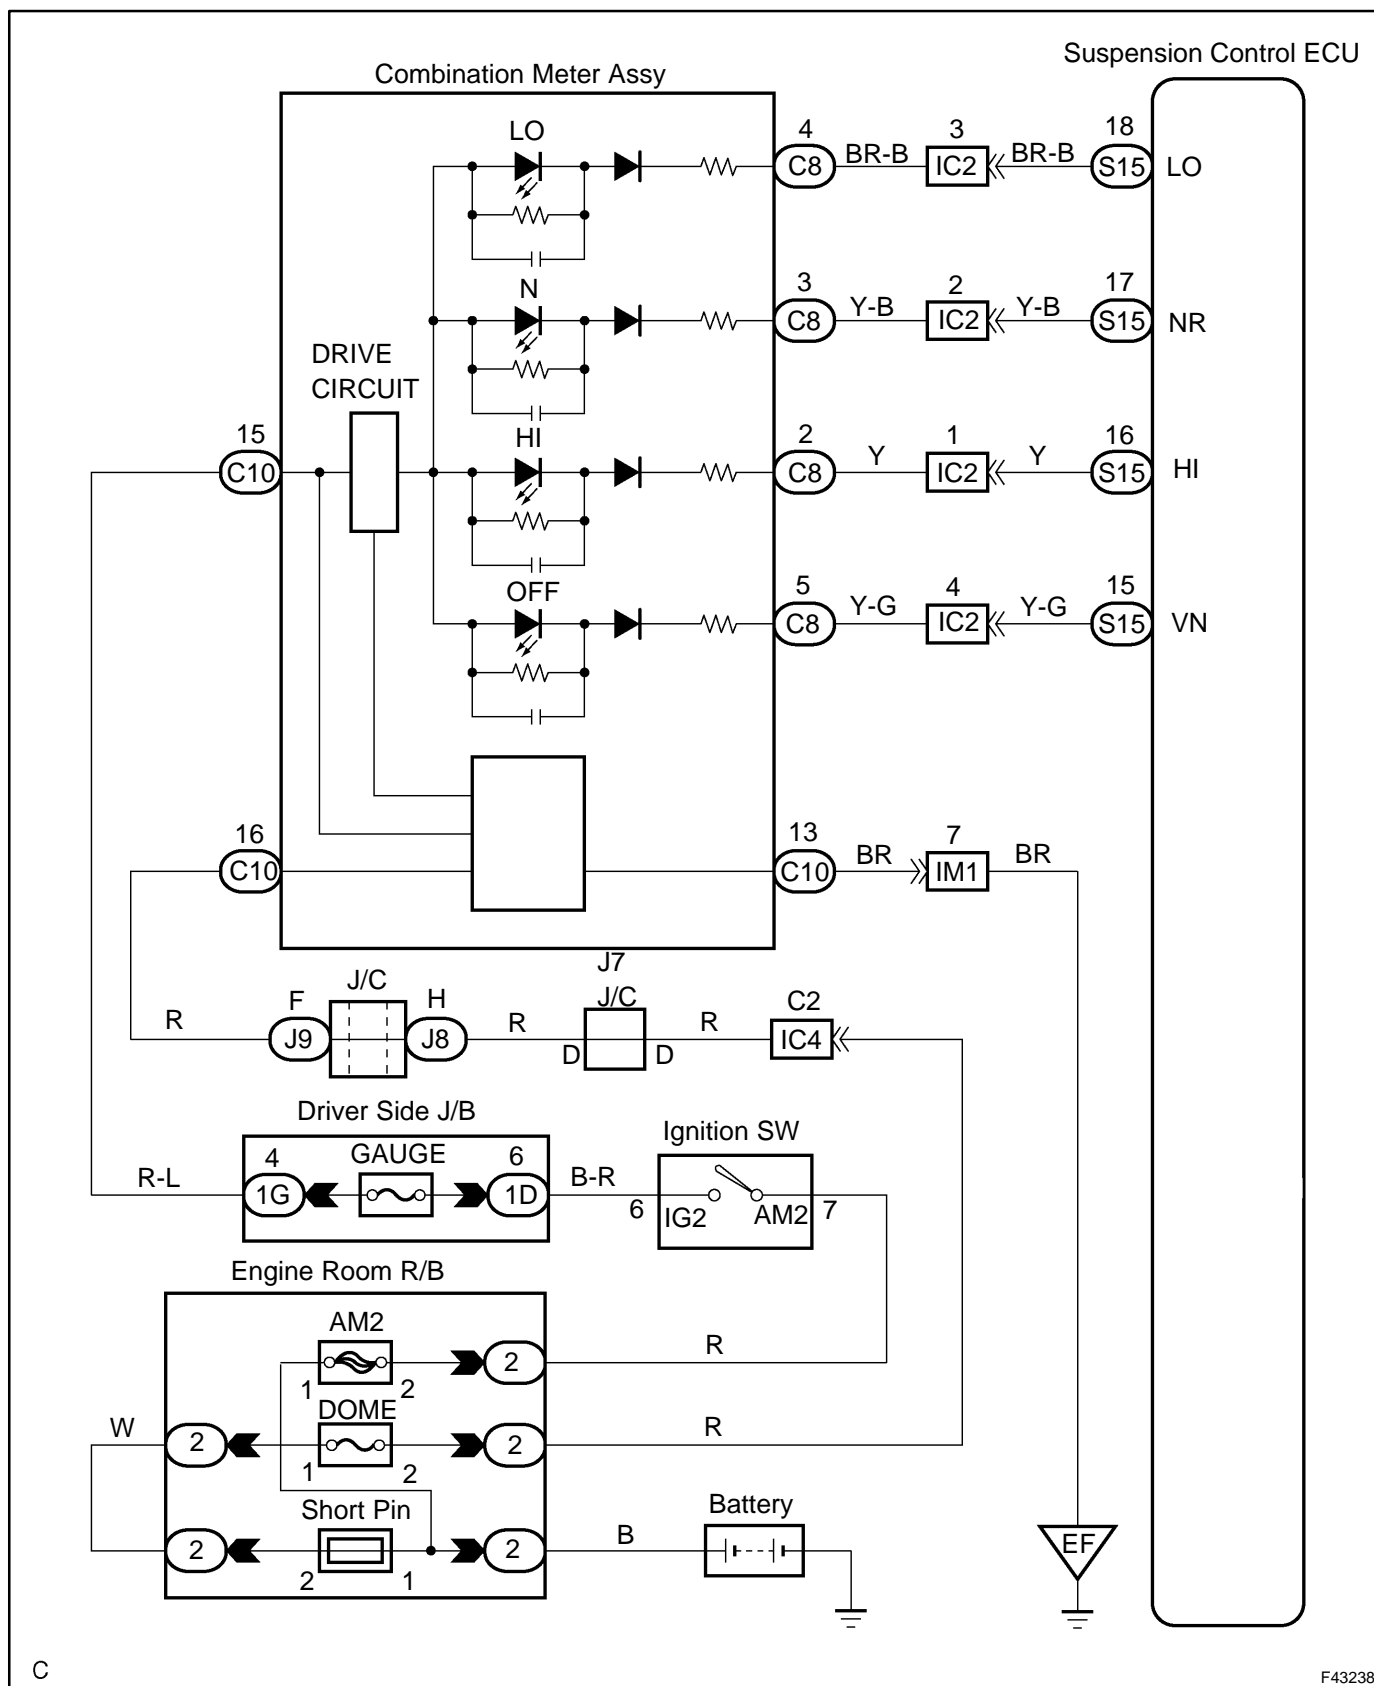 Suspension Control ECU
Combination Meter Assy
LO
4
C8
BR-B
3
IC2
BR-B
18
S15
LO
N
3
C8
Y-B
2
IC2
Y-B
17
S15
NR
DRIVE
CIRCUIT
15
C10
HI
2
C8
Y
1
IC2
Y
16
S15
HI
OFF
5
C8
Y-G
4
IC2
Y-G
15
S15
VN
16
C10
13
C10
BR
7
IM1
BR
R
F
J9
J/C
H
J8
R
J7
J/C
D
D
R
C2
IC4
Driver Side J/B
R-L
4
1G
GAUGE
6
1D
B-R
Ignition SW
6
IG2
AM2
7
Engine Room R/B
AM2
1
2
2
R
W
2
DOME
1
2
2
R
Short Pin
2
2
1
2
B
Battery
EF
C
F43238